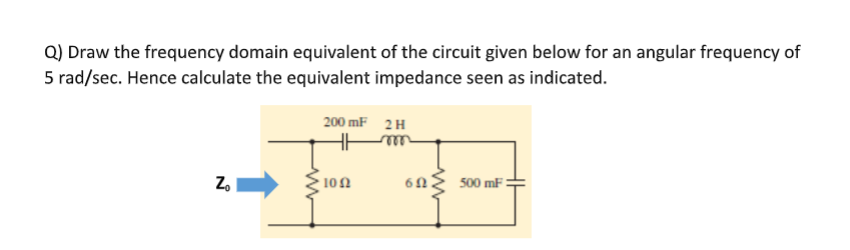 Q) Draw the frequency domain equivalent of the circuit given below for an angular frequency of
5 rad/sec. Hence calculate the equivalent impedance seen as indicated.
200 mF 2 H
Z₀ 10 Ω 6 Ω 500 mF